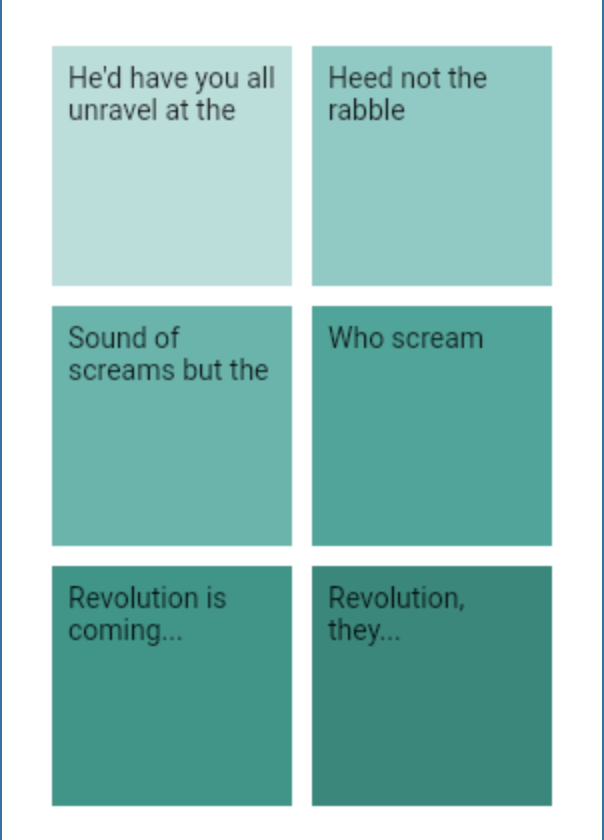 He'd have you all
unravel at the
Heed not the
rabble
Sound of
screams but the
Who scream
Revolution is
coming...
Revolution,
they...